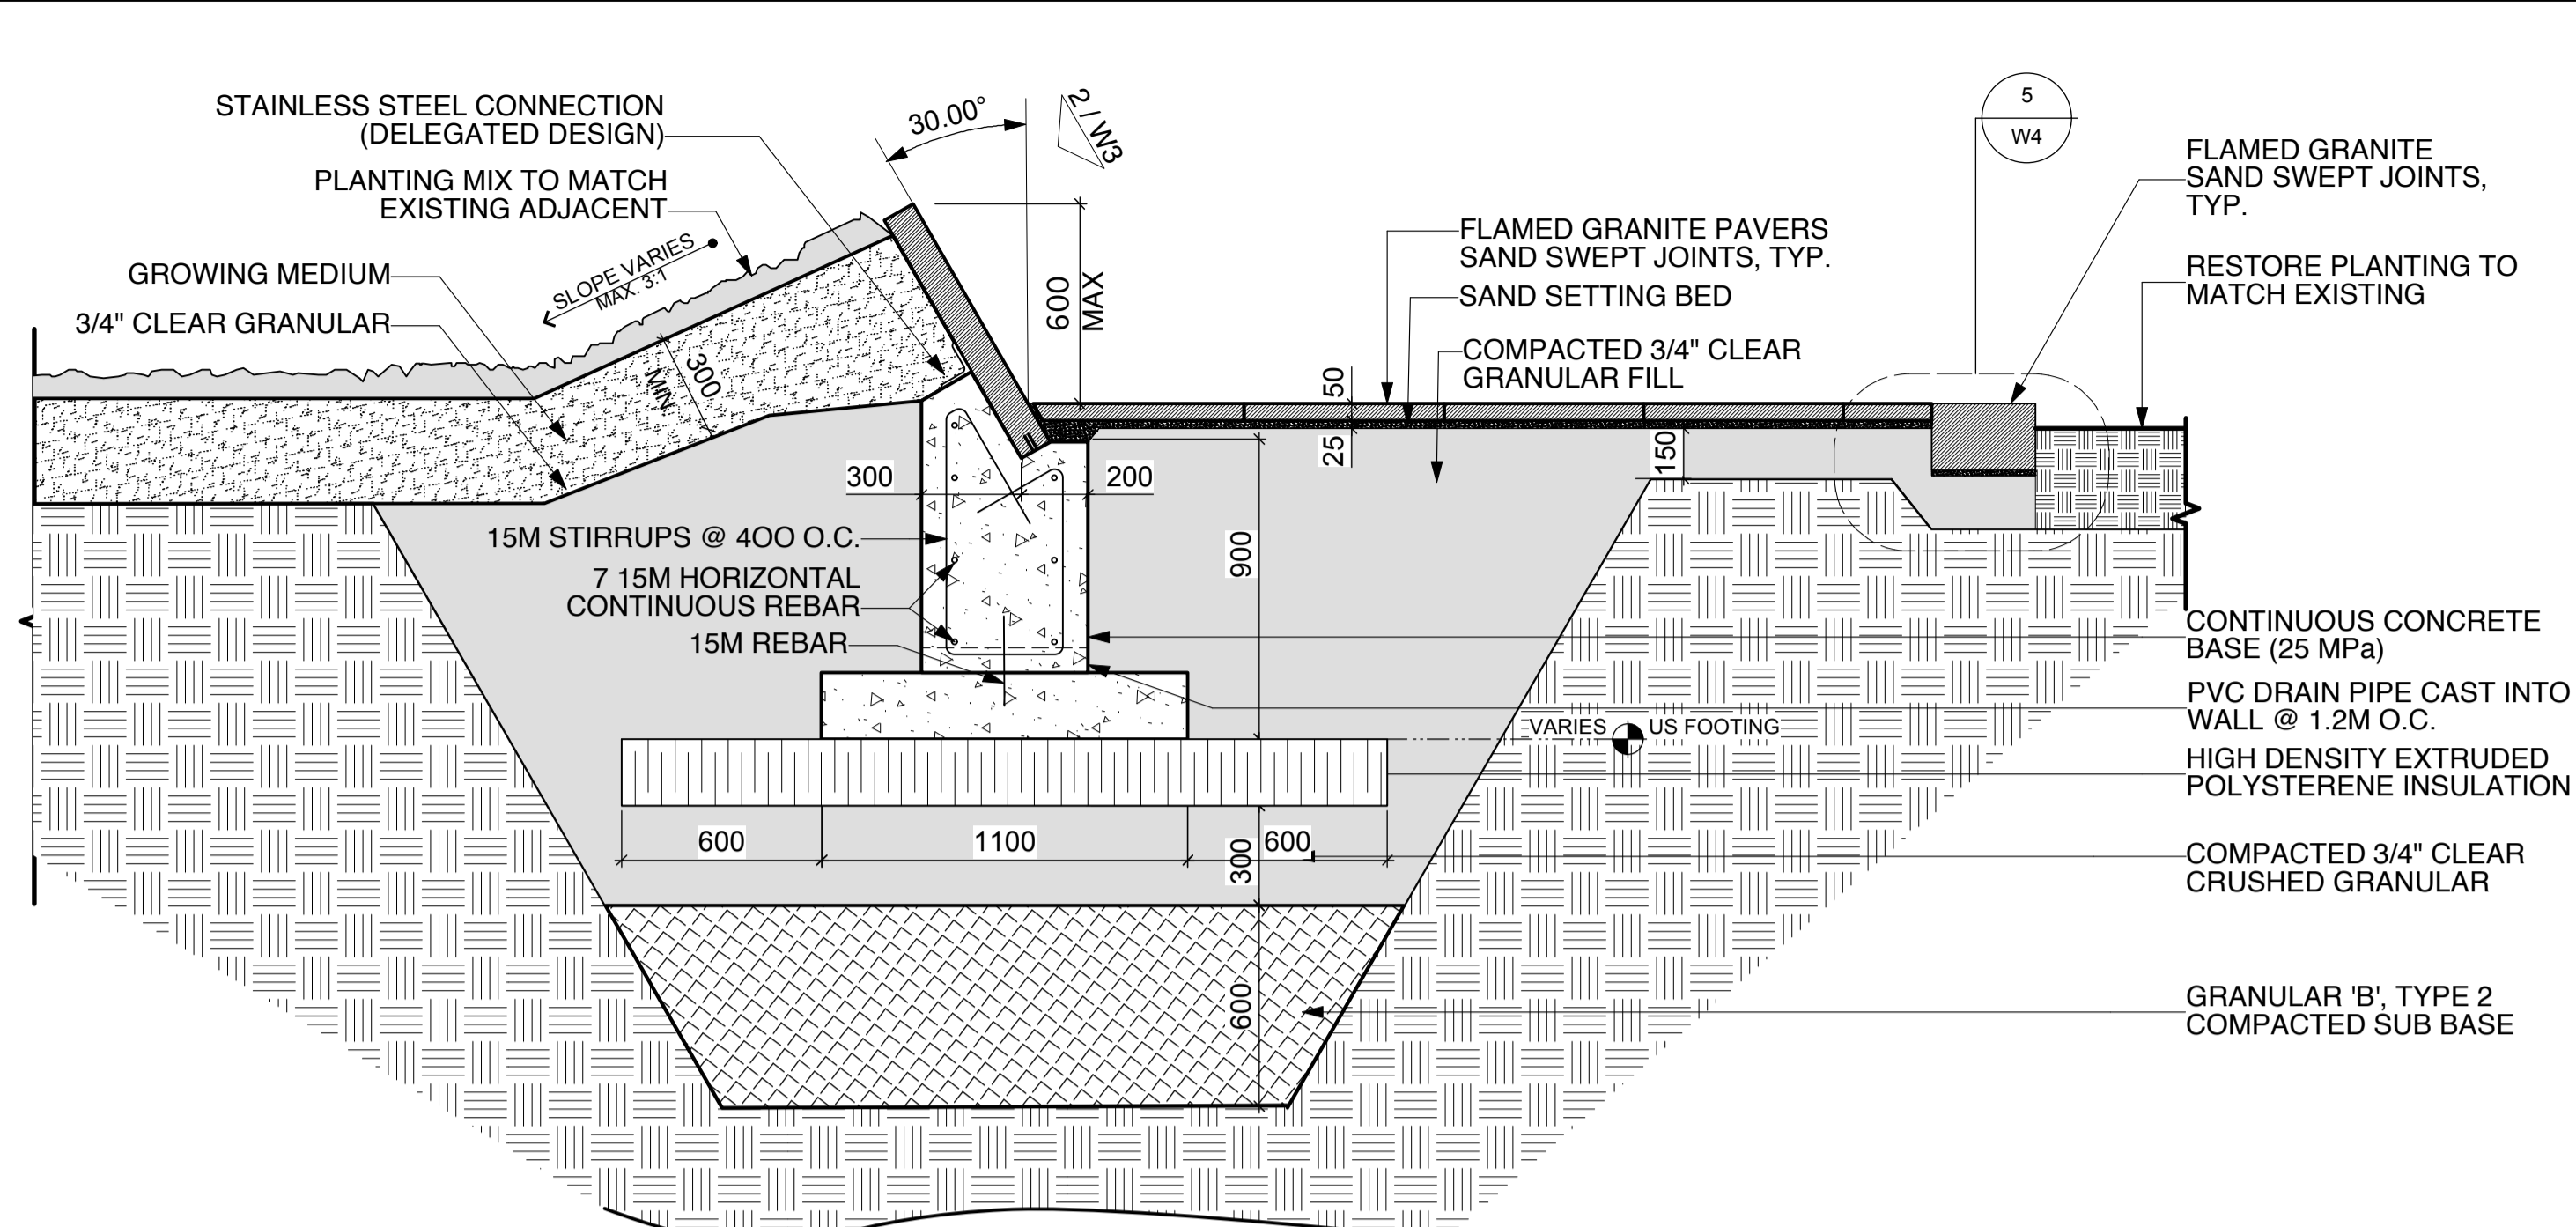 STAINLESS STEEL CONNECTION
(DELEGATED DESIGN)
PLANTING MIX TO MATCH
EXISTING ADJACENT
GROWING MEDIUM
3/4" CLEAR GRANULAR
SLOPE VARIES
MAX. 3:1
300
MIN
30.00°
2 / W3
600
MAX
FLAMED GRANITE PAVERS
SAND SWEPT JOINTS, TYP.
SAND SETTING BED
COMPACTED 3/4" CLEAR
GRANULAR FILL
50
25
150
5
W4
FLAMED GRANITE
SAND SWEPT JOINTS,
TYP.
RESTORE PLANTING TO
MATCH EXISTING
300
200
15M STIRRUPS @ 4OO O.C.
7 15M HORIZONTAL
CONTINUOUS REBAR
15M REBAR
900
CONTINUOUS CONCRETE
BASE (25 MPa)
PVC DRAIN PIPE CAST INTO
WALL @ 1.2M O.C.
VARIES
US FOOTING
HIGH DENSITY EXTRUDED
POLYSTERENE INSULATION
600
1100
600
300
COMPACTED 3/4" CLEAR
CRUSHED GRANULAR
600
GRANULAR 'B', TYPE 2
COMPACTED SUB BASE